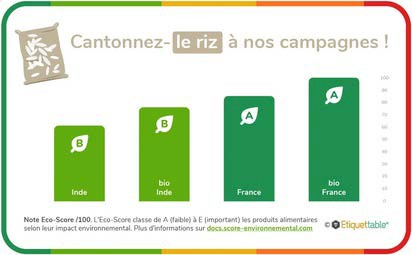 Cantonnez-le riz à nos campagnes !
100
90
80
70
60
50
40
30
20
10
0
B
Inde
B
bio
Inde
A
France
A
bio
France
Note Eco-Score /100. L'Eco-Score classe de A (faible) à E (important) les produits alimentaires
selon leur impact environnemental. Plus d'informations sur docs.score-environnemental.com
© Etiquettable